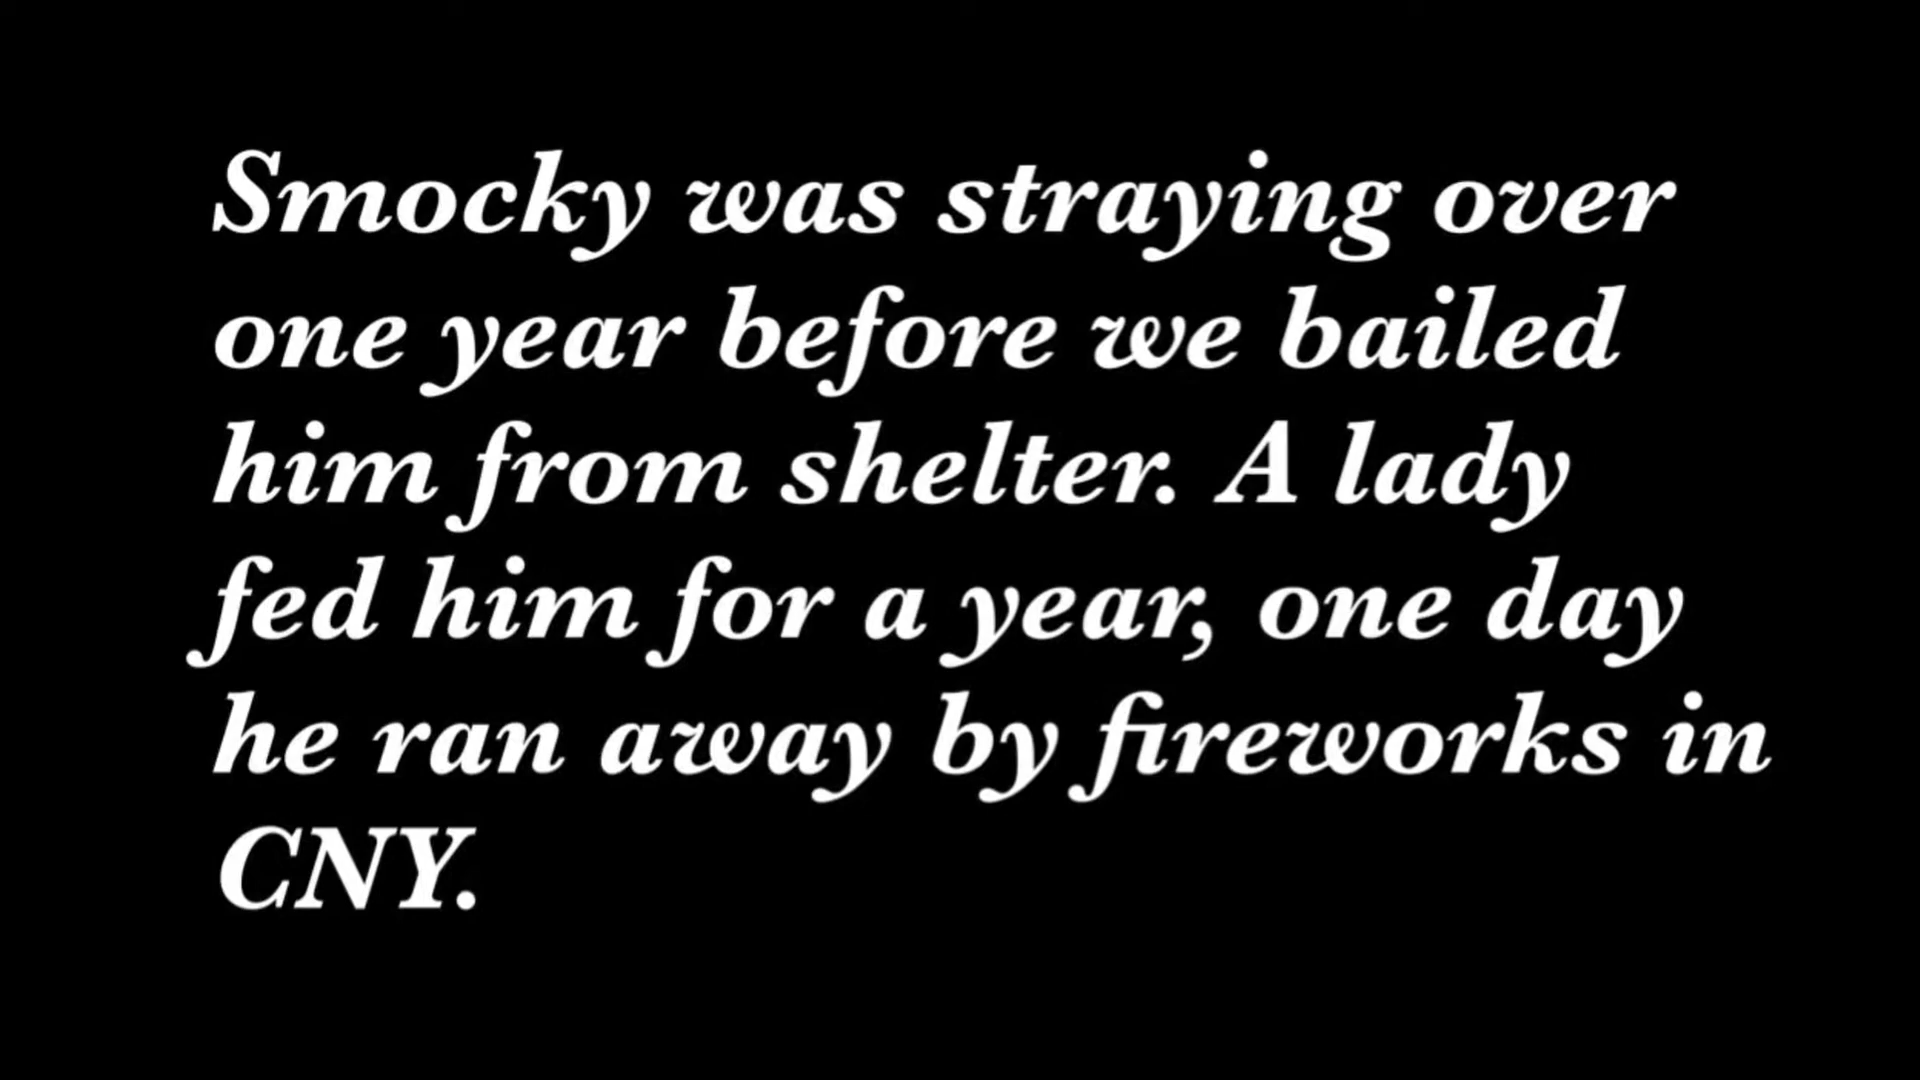 Smocky was straying over
one year before we bailed
him from shelter. A lady
fed him for a year, one day
he ran away by fireworks in
CNY.